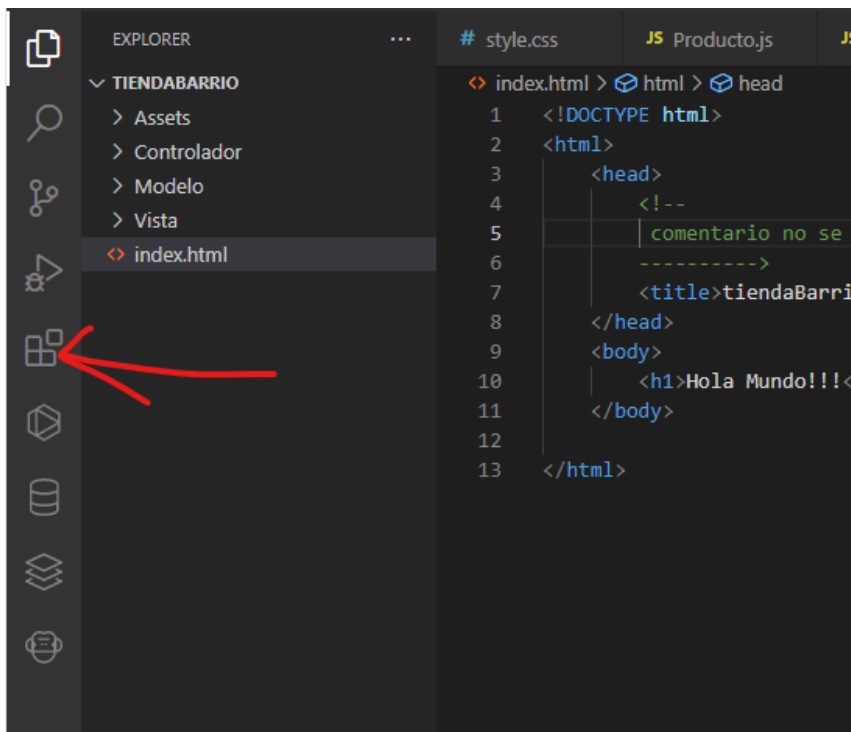 EXPLORER ...
TIENDABARRIO
> Assets
> Controlador
> Modelo
> Vista
<> index.html
# style.css JS Producto.js
<> index.html > html > head
1 <!DOCTYPE html>
2 <html>
3 <head>
4 <!--
5 comentario no se
6 ---------->
7 <title>tiendaBarri
8 </head>
9 <body>
10 <h1>Hola Mundo!!!<
11 </body>
12
13 </html>